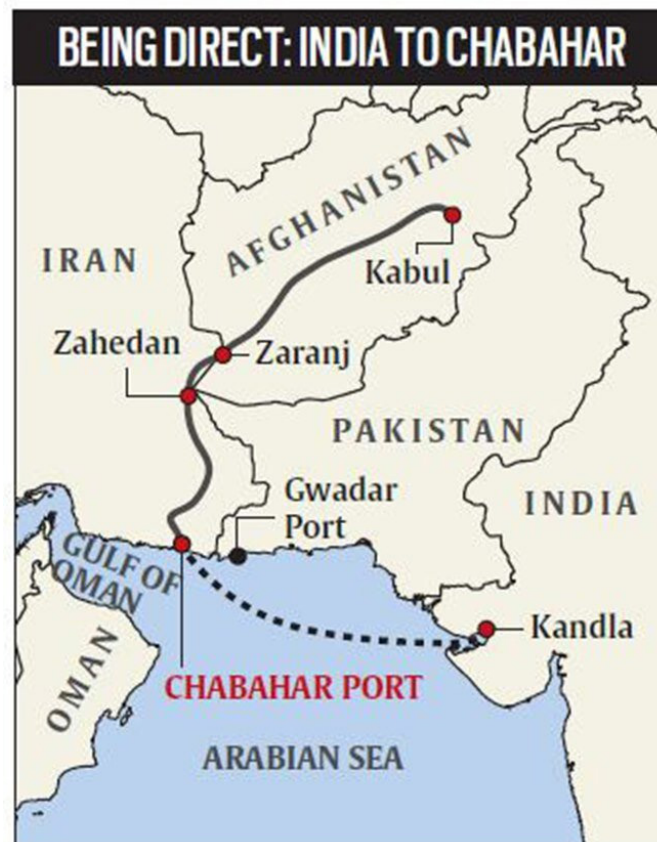 BEING DIRECT: INDIA TO CHABAHAR
AFGHANISTAN
IRAN
Kabul
Zahedan
Zaranj
PAKISTAN
Gwadar
Port
INDIA
GULF OF
OMAN
Kandla
OMAN
CHABAHAR PORT
ARABIAN SEA